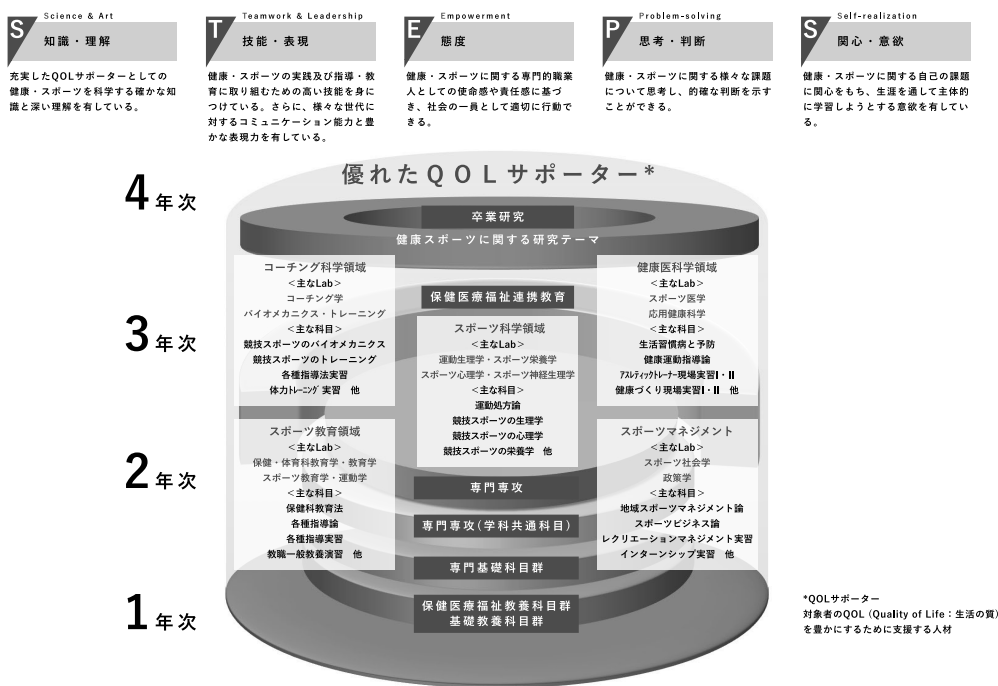 S
Science & Art
知識・理解
充実したQOLサポーターとしての
健康・スポーツを科学する確かな知
識と深い理解を有している。
T
Teamwork & Leadership
技能・表現
健康・スポーツの実践及び指導・教
育に取り組むための高い技能を身に
つけている。さらに、様々な世代に
対するコミュニケーション能力と豊
かな表現力を有している。
E
Empowerment
態度
健康・スポーツに関する専門的職業
人としての使命感や責任感に基づ
き、社会の一員として適切に行動で
きる。
P
Problem-solving
思考・判断
健康・スポーツに関する様々な課題
について思考し、的確な判断を示す
ことができる。
S
Self-realization
関心・意欲
健康・スポーツに関する自己の課題
に関心をもち、生涯を通して主体的
に学習しようとする意欲を有してい
る。
優れたQOLサポーター*
4年次
卒業研究
健康スポーツに関する研究テーマ
3年次
コーチング科学領域
<主なLab>
コーチング学
バイオメカニクス・トレーニング
<主な科目>
競技スポーツのバイオメカニクス
競技スポーツのトレーニング
各種指導法実習
体力トレーニング実習 他
保健医療福祉連携教育
スポーツ科学領域
<主なLab>
運動生理学・スポーツ栄養学
スポーツ心理学・スポーツ神経生理学
<主な科目>
運動処方論
競技スポーツの生理学
競技スポーツの心理学
競技スポーツの栄養学 他
健康医科学領域
<主なLab>
スポーツ医学
応用健康科学
<主な科目>
生活習慣病と予防
健康運動指導論
アスレティックトレーナー現場実習Ⅰ・Ⅱ
健康づくり現場実習Ⅰ・Ⅱ 他
2年次
スポーツ教育領域
<主なLab>
保健・体育科教育学・教育学
スポーツ教育学・運動学
<主な科目>
保健科教育法
各種指導論
各種指導実習
教職一般教養演習 他
スポーツマネジメント
<主なLab>
スポーツ社会学
政策学
<主な科目>
地域スポーツマネジメント論
スポーツビジネス論
レクリエーションマネジメント実習
インターンシップ実習 他
専門専攻
専門専攻(学科共通科目)
専門基礎科目群
1年次
保健医療福祉教養科目群
基礎教養科目群
*QOLサポーター
対象者のQOL(Quality of Life：生活の質)
を豊かにするために支援する人材